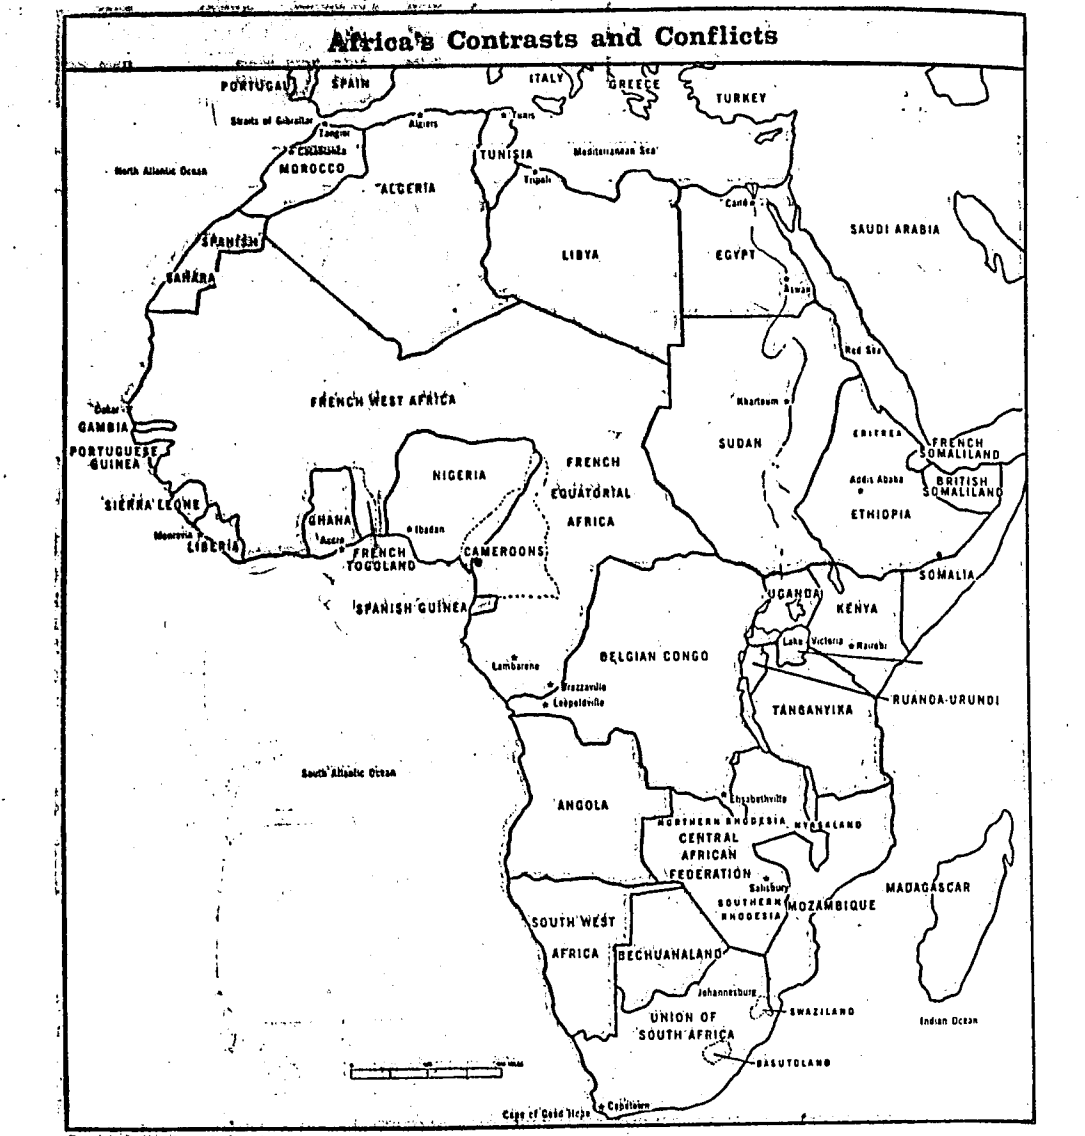 Africa's Contrasts and Conflicts
PORTUGAL
SPAIN
ITALY
GREECE
TURKEY
Straits of Gibraltar
Tangier
Algiers
Tunis
Casablanca
MOROCCO
TUNISIA
Mediterranean Sea
North Atlantic Ocean
ALGERIA
Tripoli
Cairo
SPANISH
SAHARA
LIBYA
EGYPT
SAUDI ARABIA
Aswan
Red Sea
Dakar
GAMBIA
FRENCH WEST AFRICA
Khartoum
PORTUGUESE
GUINEA
NIGERIA
FRENCH
EQUATORIAL
AFRICA
SUDAN
ERITREA
FRENCH
SOMALILAND
Addis Ababa
BRITISH
SOMALILAND
SIERRA LEONE
Monrovia
LIBERIA
GHANA
Accra
Ibadan
FRENCH
TOGOLAND
CAMEROONS
ETHIOPIA
SOMALIA
SPANISH GUINEA
UGANDA
KENYA
Lake Victoria
Nairobi
Lambarene
BELGIAN CONGO
Brazzaville
Leopoldville
RUANDA-URUNDI
TANGANYIKA
South Atlantic Ocean
ANGOLA
Elisabethville
NORTHERN RHODESIA
NYASALAND
CENTRAL
AFRICAN
FEDERATION
Salisbury
SOUTHERN
RHODESIA
MOZAMBIQUE
MADAGASCAR
SOUTH WEST
AFRICA
BECHUANALAND
Johannesburg
UNION OF
SOUTH AFRICA
SWAZILAND
Indian Ocean
BASUTOLAND
Cape of Good Hope
Capetown